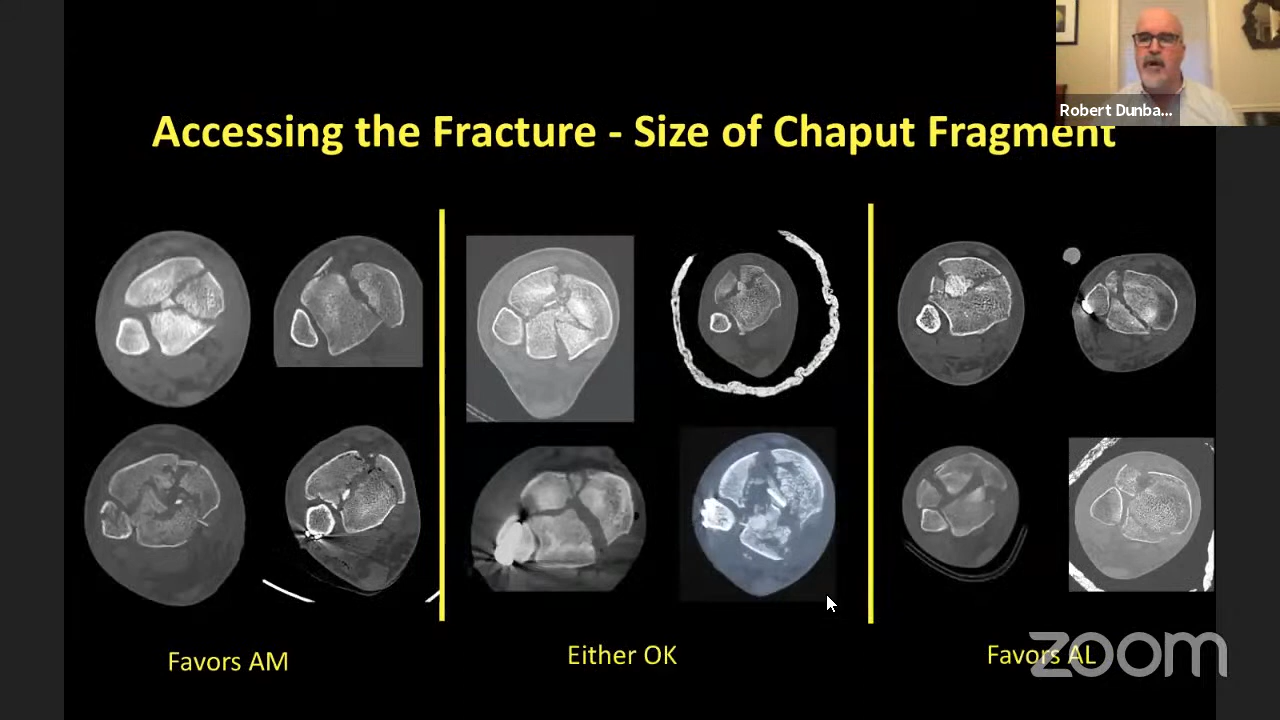 Robert Dunba...
Accessing the Fracture - Size of Chaput Fragment
Favors AM
Either OK
Favors AL
zoom